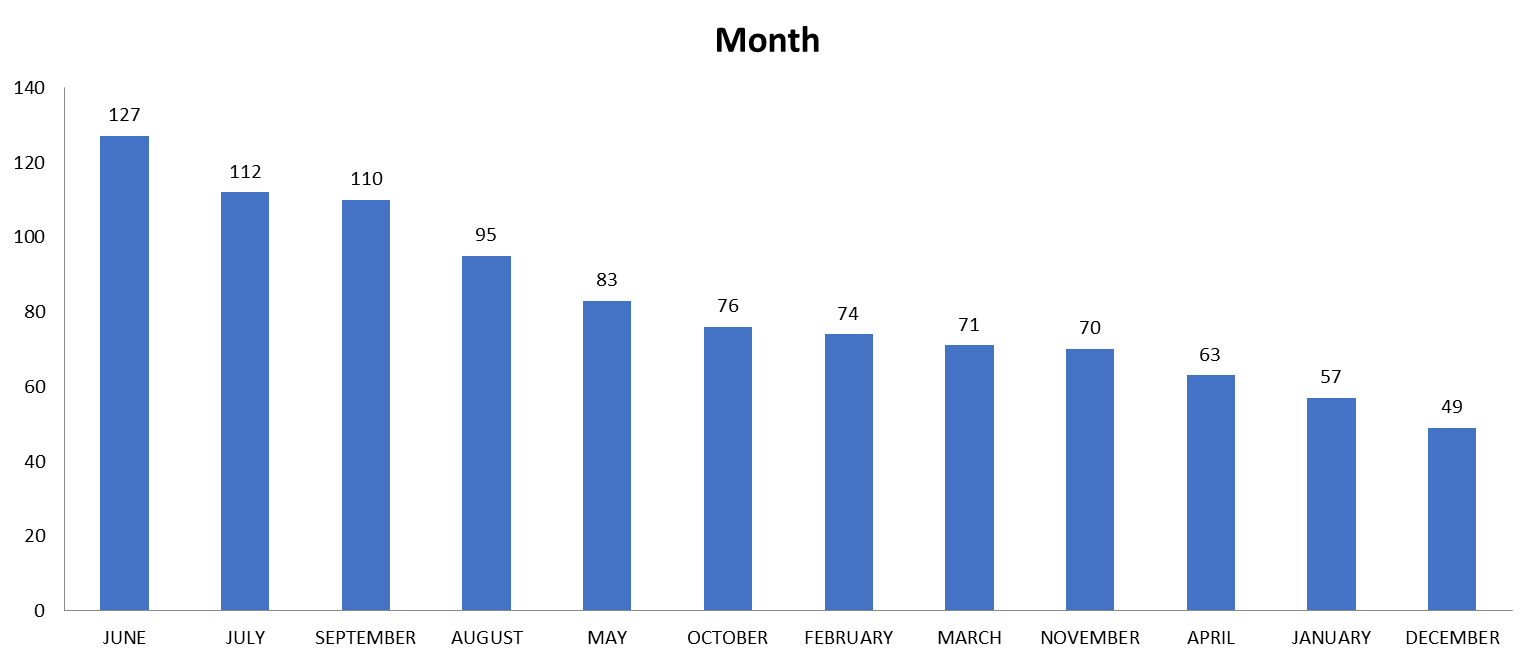 Month
140
120
100
80
60
40
20
0
127
112
110
95
83
76
74
71
70
63
57
49
JUNE
JULY
SEPTEMBER
AUGUST
MAY
OCTOBER
FEBRUARY
MARCH
NOVEMBER
APRIL
JANUARY
DECEMBER